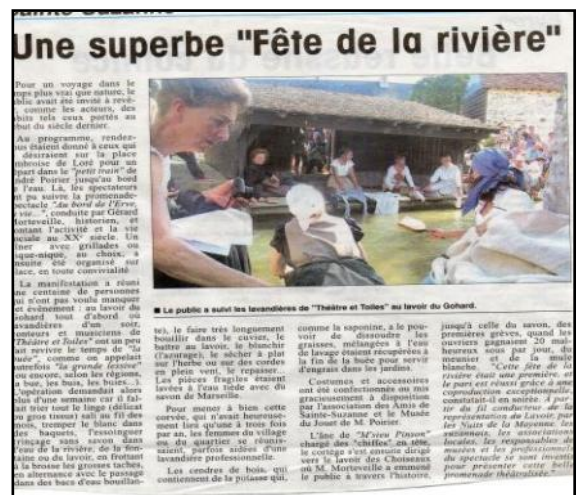 Sainte Suzanne
Une superbe "Fête de la rivière"
Pour un voyage dans le
temps plus vrai que nature, le
public avait été invité à revê-
tir, comme les acteurs, des
habits tels ceux portés au
début du siècle dernier.
Au programme, rendez-
vous étaient donné à ceux qui
le désiraient sur la place
Ambroise de Loré pour un
départ dans le "petit train" de
André Poirier jusqu'au bord
de l'eau. Là, les spectateurs
ont pu suivre la promenade-
spectacle "Au bord de l'Erve,
la vie...", conduite par Gérard
Morteveille, historien, et
contant l'activité et la vie
sociale au XXe siècle. Un
dîner avec grillades ou
pique-nique, au choix, a
ensuite été organisé sur
place, en toute convivialité.
La manifestation a réuni
une centaine de personnes
qui n'ont pas voulu manquer
cet événement : au lavoir du
Gohard tout d'abord où
lavandières d'un soir,
conteurs et musiciens de
"Théâtre et Toiles" ont un peu
fait revivre le temps de "la
buée", comme on appelait
autrefois "la grande lessive"
(ou encore, selon les régions,
la bue, les buis, les buies...).
L'opération demandait alors
plus d'une semaine car il fal-
lait trier tout le linge (délicat
ou gros tissus) sali au fil des
mois, tremper le blanc dans
des baquets, l'essoignent
rinçage sans savon dans
l'eau de la rivière, de la fon-
taine ou du lavoir, en frottant
à la brosse les grosses taches,
en alternance avec le passage
dans des bacs d'eau bouillan-
■ Le public a suivi les lavandières de "Théâtre et Toiles" au lavoir du Gohard.
te), le faire très longuement
bouillir dans le cuvier, le
battre au lavoir, le blanchir
(l'azurage), le sécher à plat
sur l'herbe ou sur des cordes
en plein vent, le repasser...
Les pièces fragiles étaient
lavées à l'eau tiède avec du
savon de Marseille.
Pour mener à bien cette
corvée, qui n'avait heureuse-
ment lieu qu'une à trois fois
par an, les femmes du village
ou du quartier se réunis-
saient, parfois aidées d'une
lavandière professionnelle.
Les cendres de bois, qui
contiennent de la potasse qui,
comme la saponine, a le pou-
voir de dissoudre les
graisses, mélangées à l'eau
de lavage étaient récupérées à
la fin de la buée pour servir
d'engrais dans les jardins.
Costumes et accessoires
ont été confectionnés ou mis
gracieusement à disposition
par l'association des Amis de
Sainte-Suzanne et le Musée
du Jouet de M. Poirier.
L'âne de "M'sieu Pinson"
chargé des "chiffes" en tête,
le cortège s'est ensuite dirigé
vers le lavoir des Choiseaux
où M. Morteveille a emmené
le public à travers l'histoire,
jusqu'à celle du savon, des
premières grèves, quand les
ouvriers gagnaient 20 mal-
heureux sous par jour, du
meunier et de la mule
blanche. "Cette fête de la
rivière était une première, et
le pari est réussi grâce à une
coproduction exceptionnelle,
constatait-on en soirée. À par-
tir du fil conducteur de la
représentation de Lavoir, par
les Nuits de la Mayenne, les
associations
locales, les responsables de
musées et les professionnels
du spectacle se sont investis
pour présenter cette belle
promenade théâtralisée."